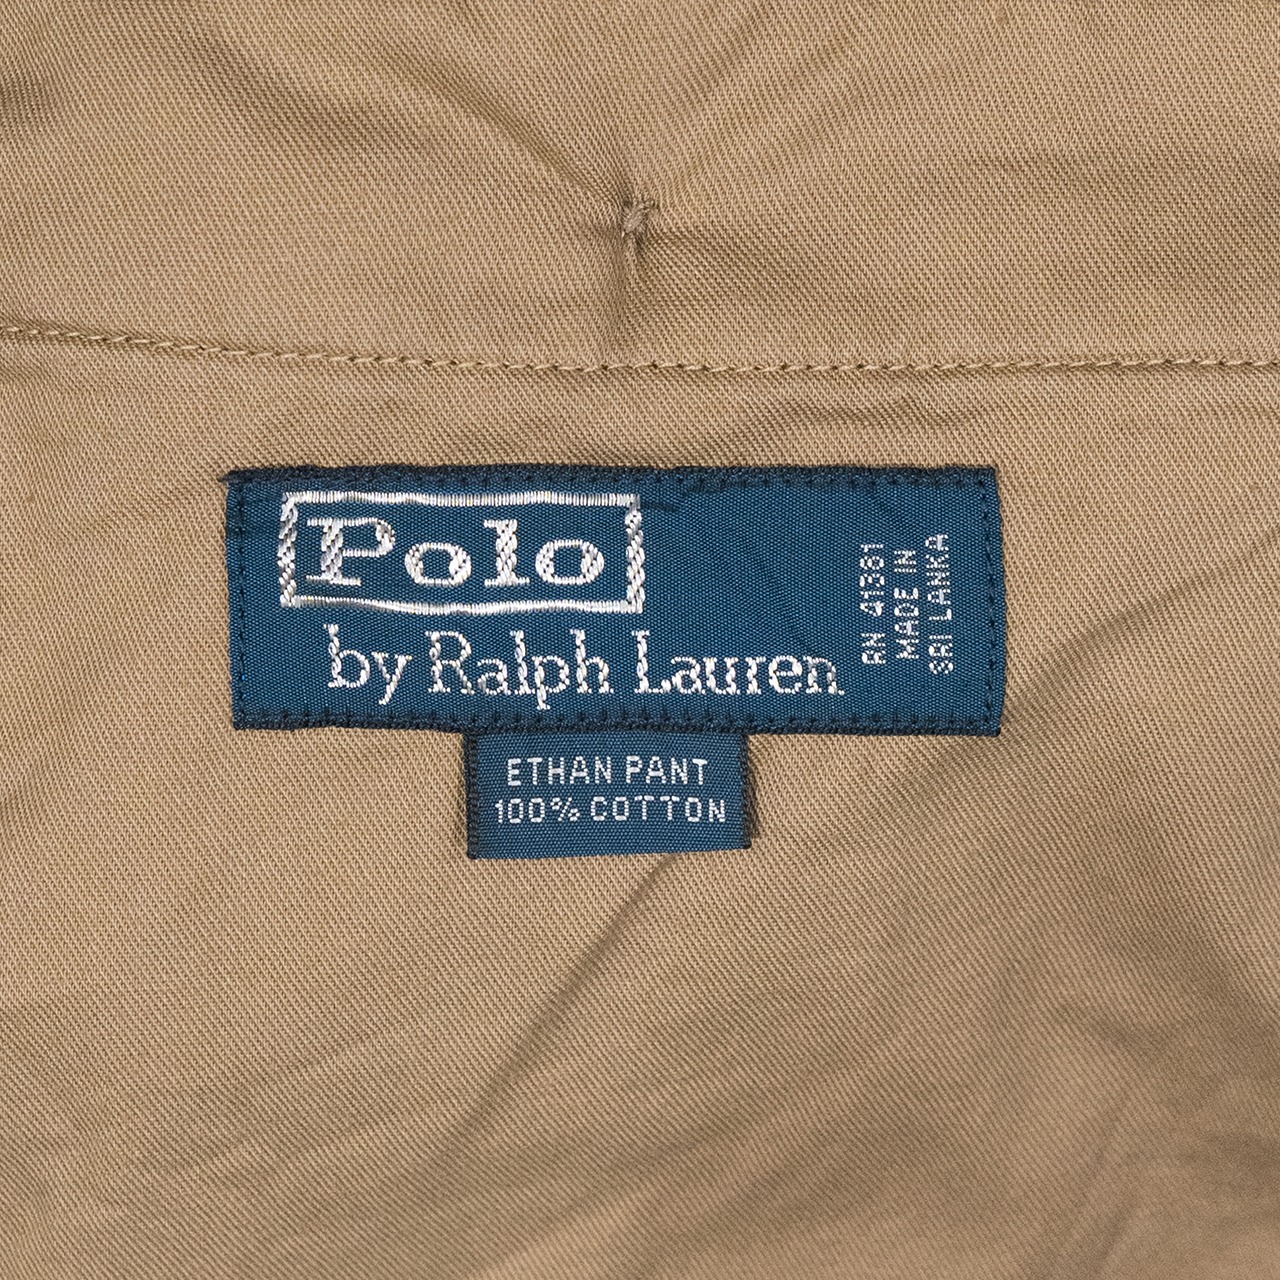 Polo
by Ralph Lauren
RN 41381
MADE IN
SRI LANKA
ETHAN PANT
100% COTTON